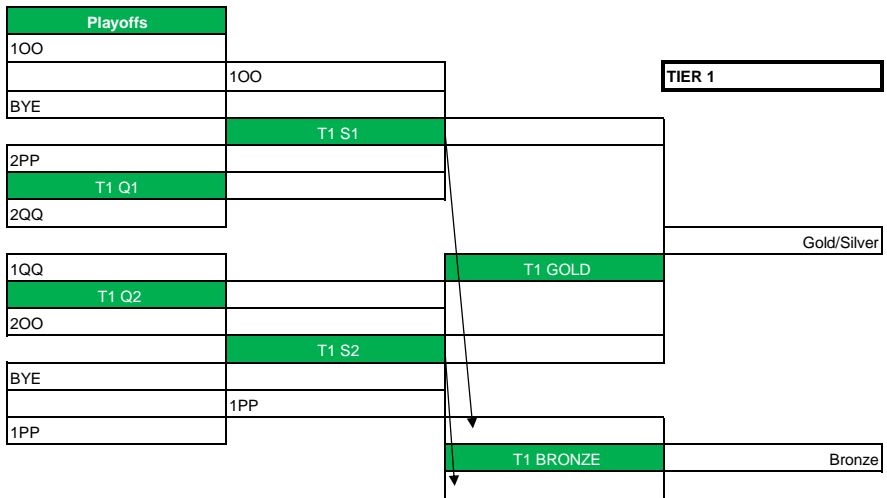 Playoffs
1OO
1OO
TIER 1
BYE
T1 S1
2PP
T1 Q1
2QQ
Gold/Silver
1QQ
T1 GOLD
T1 Q2
2OO
T1 S2
BYE
1PP
1PP
T1 BRONZE
Bronze